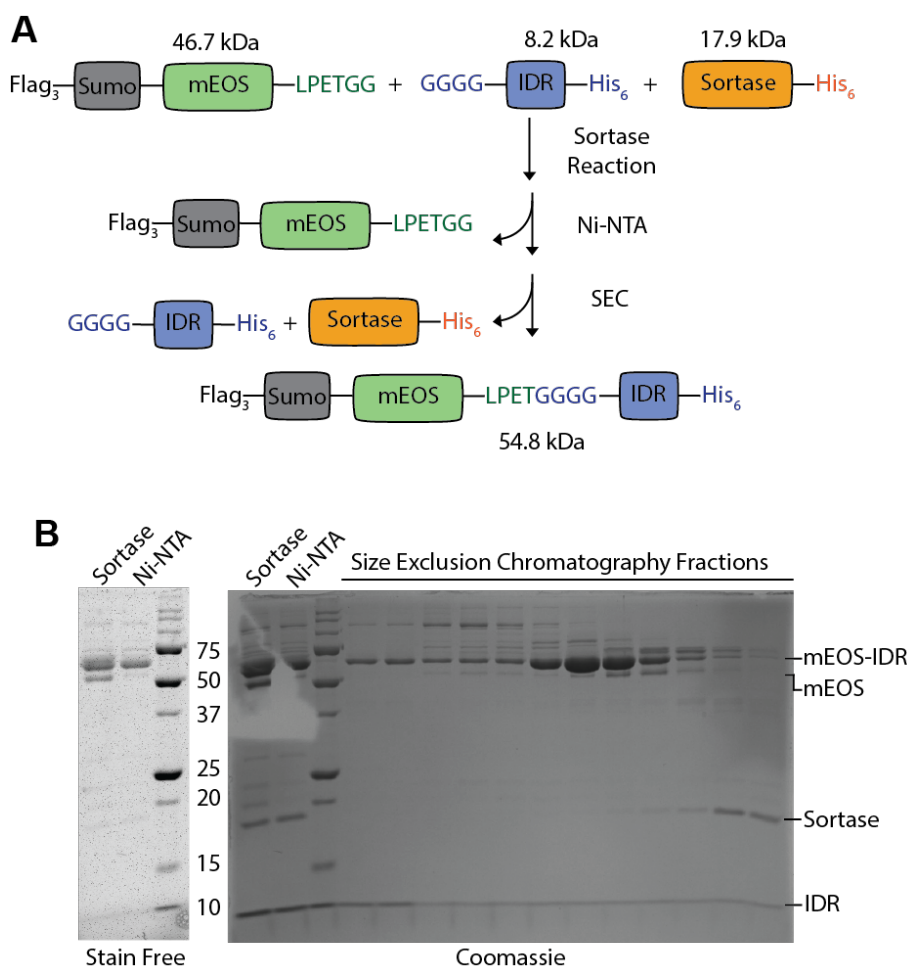 A
46.7 kDa 8.2 kDa 17.9 kDa
Flag3 Sumo mEOS LPETGG + GGGG IDR His6 + Sortase His6
Sortase
Reaction
Flag3 Sumo mEOS LPETGG Ni-NTA
SEC
GGGG IDR His6 + Sortase His6
Flag3 Sumo mEOS LPETGGGG IDR His6
54.8 kDa
B
Sortase Ni-NTA Sortase Ni-NTA Size Exclusion Chromatography Fractions
75
50
37
25
20
15
10
mEOS-IDR
mEOS
Sortase
IDR
Stain Free Coomassie